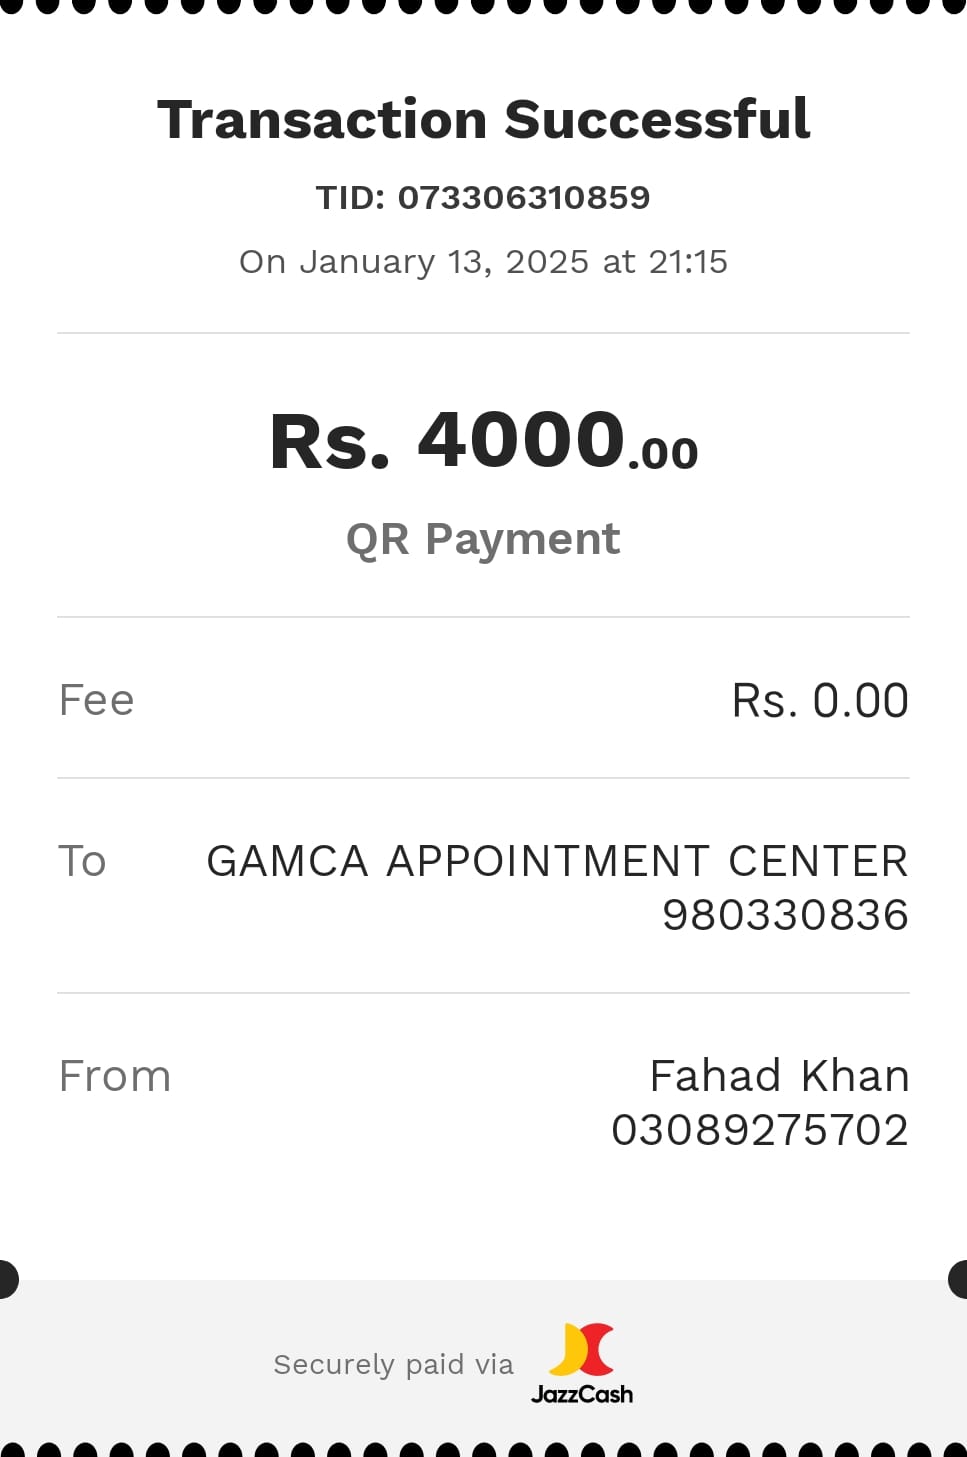 Transaction Successful
TID: 073306310859
On January 13, 2025 at 21:15
Rs. 4000.00
QR Payment
Fee Rs. 0.00
To GAMCA APPOINTMENT CENTER
980330836
From Fahad Khan
03089275702
Securely paid via
JazzCash